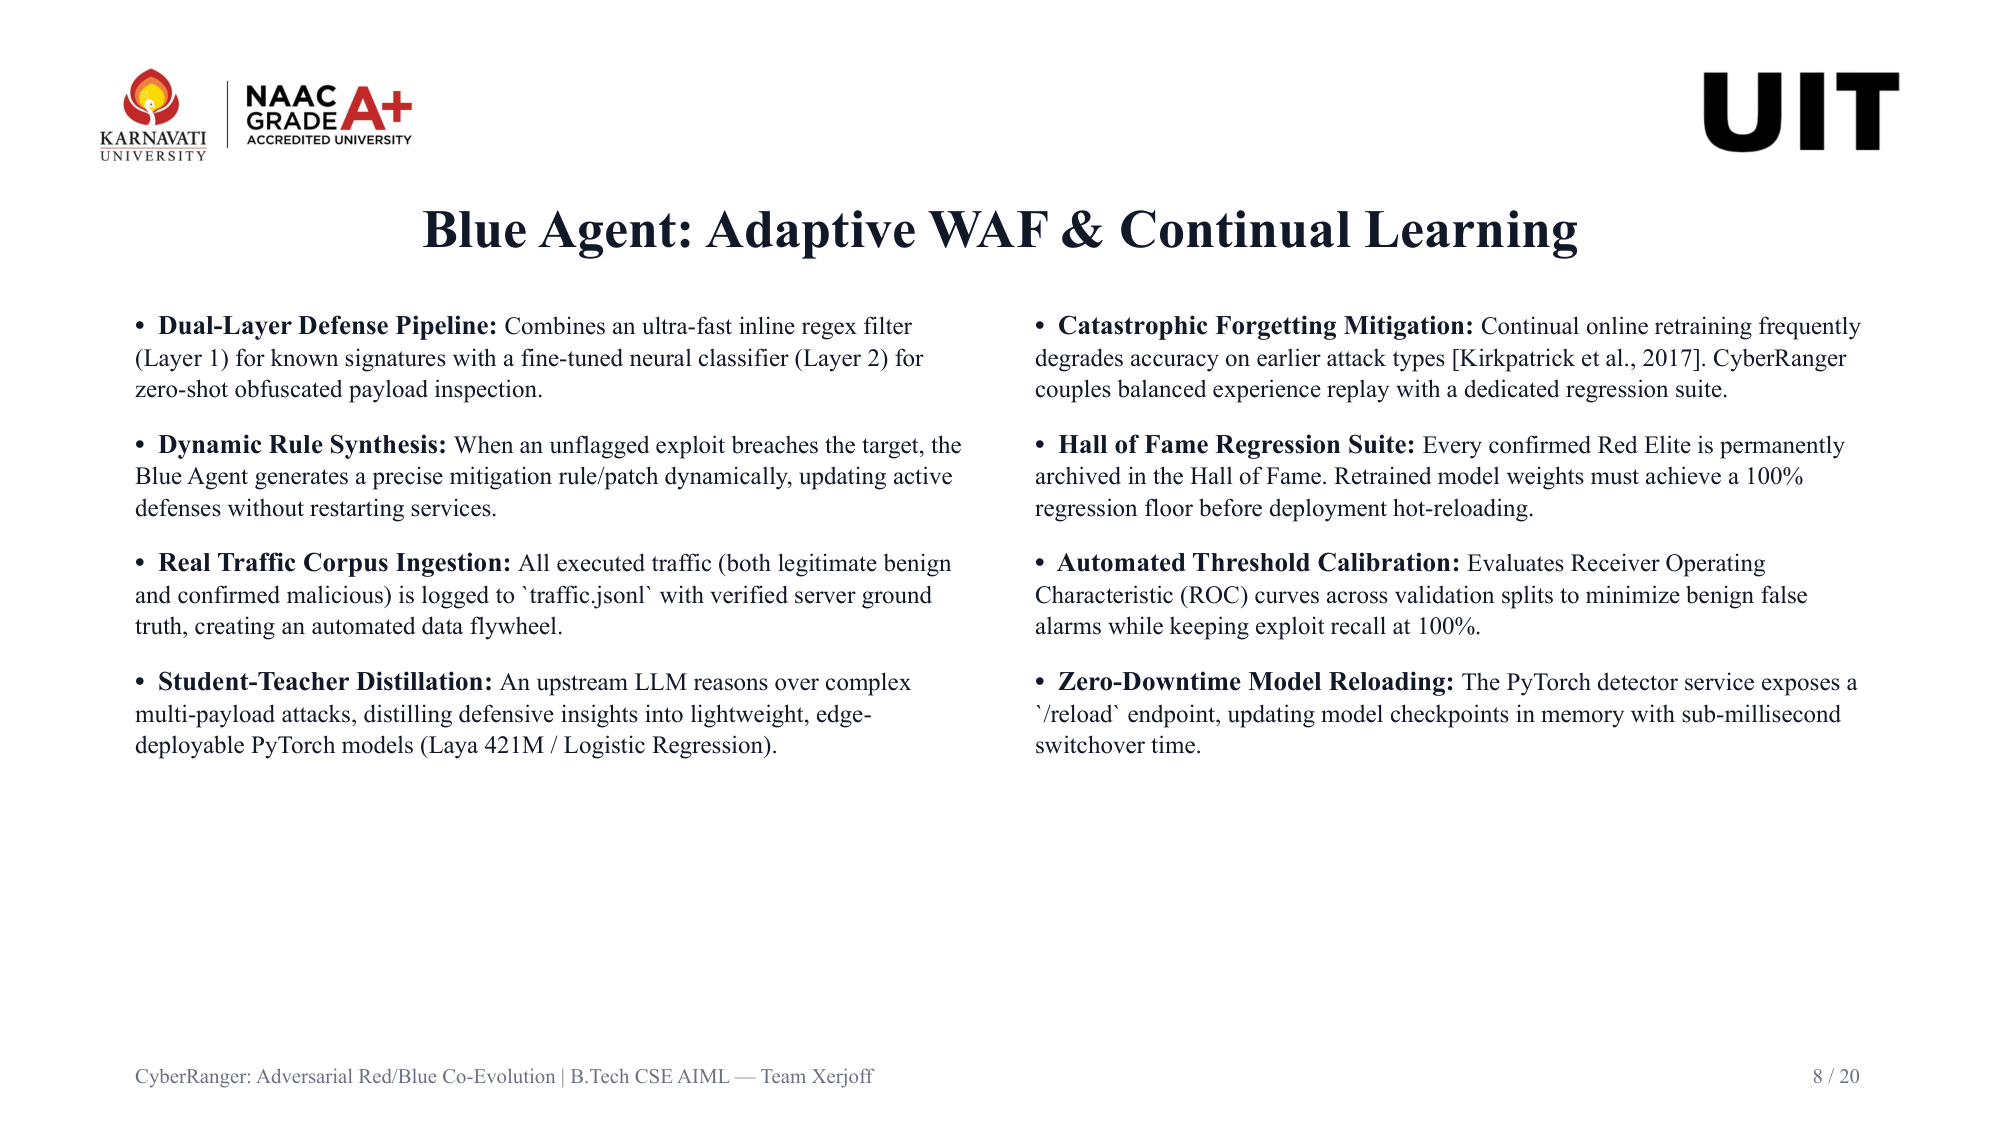 KARNAVATI
UNIVERSITY
NAAC
GRADE A+
ACCREDITED UNIVERSITY
UIT
Blue Agent: Adaptive WAF & Continual Learning
• Dual-Layer Defense Pipeline: Combines an ultra-fast inline regex filter
(Layer 1) for known signatures with a fine-tuned neural classifier (Layer 2) for
zero-shot obfuscated payload inspection.
• Dynamic Rule Synthesis: When an unflagged exploit breaches the target, the
Blue Agent generates a precise mitigation rule/patch dynamically, updating active
defenses without restarting services.
• Real Traffic Corpus Ingestion: All executed traffic (both legitimate benign
and confirmed malicious) is logged to `traffic.jsonl` with verified server ground
truth, creating an automated data flywheel.
• Student-Teacher Distillation: An upstream LLM reasons over complex
multi-payload attacks, distilling defensive insights into lightweight, edge-
deployable PyTorch models (Laya 421M / Logistic Regression).
• Catastrophic Forgetting Mitigation: Continual online retraining frequently
degrades accuracy on earlier attack types [Kirkpatrick et al., 2017]. CyberRanger
couples balanced experience replay with a dedicated regression suite.
• Hall of Fame Regression Suite: Every confirmed Red Elite is permanently
archived in the Hall of Fame. Retrained model weights must achieve a 100%
regression floor before deployment hot-reloading.
• Automated Threshold Calibration: Evaluates Receiver Operating
Characteristic (ROC) curves across validation splits to minimize benign false
alarms while keeping exploit recall at 100%.
• Zero-Downtime Model Reloading: The PyTorch detector service exposes a
`/reload` endpoint, updating model checkpoints in memory with sub-millisecond
switchover time.
CyberRanger: Adversarial Red/Blue Co-Evolution | B.Tech CSE AIML — Team Xerjoff
8 / 20